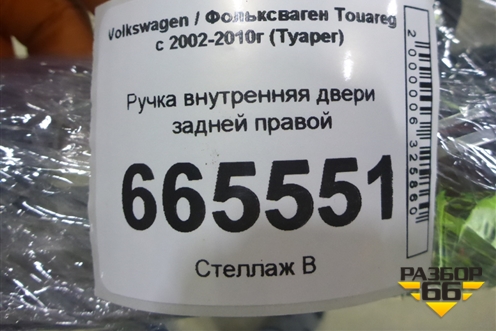 Volkswagen / Фольксваген Touareg
с 2002-2010г (Туарег)
Ручка внутренняя двери
задней правой
665551
Стеллаж В
2000006325860
РАЗБОР
66